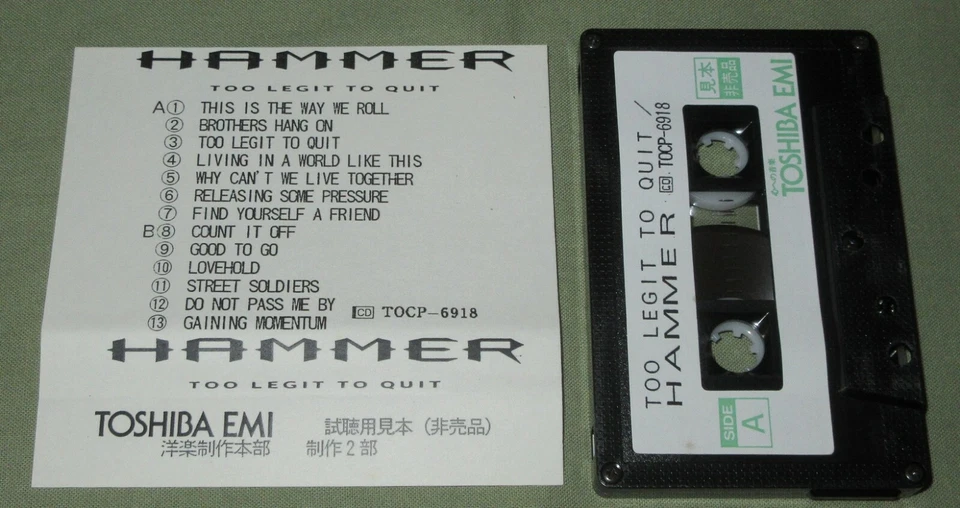 HAMMER
TOO LEGIT TO QUIT
A① THIS IS THE WAY WE ROLL
② BROTHERS HANG ON
③ TOO LEGIT TO QUIT
④ LIVING IN A WORLD LIKE THIS
⑤ WHY CAN'T WE LIVE TOGETHER
⑥ RELEASING SOME PRESSURE
⑦ FIND YOURSELF A FRIEND
B⑧ COUNT IT OFF
⑨ GOOD TO GO
⑩ LOVEHOLD
⑪ STREET SOLDIERS
⑫ DO NOT PASS ME BY
⑬ GAINING MOMENTUM
CD TOCP-6918
HAMMER
TOO LEGIT TO QUIT
TOSHIBA EMI 試聴用見本 (非売品)
洋楽制作本部 制作2部
見本
非売品
心への音楽
TOSHIBA EMI
TOO LEGIT TO QUIT /
HAMMER CD TOCP-6918
SIDE
A